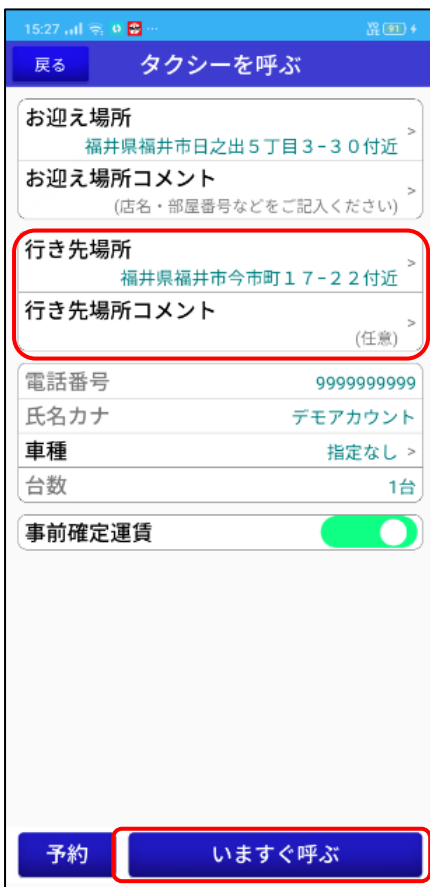 15:27
91
戻る タクシーを呼ぶ
お迎え場所
福井県福井市日之出５丁目３-３０付近 >
お迎え場所コメント
(店名・部屋番号などをご記入ください) >
行き先場所
福井県福井市今市町１７-２２付近 >
行き先場所コメント
(任意) >
電話番号 9999999999
氏名カナ デモアカウント
車種 指定なし >
台数 1台
事前確定運賃
予約 いますぐ呼ぶ